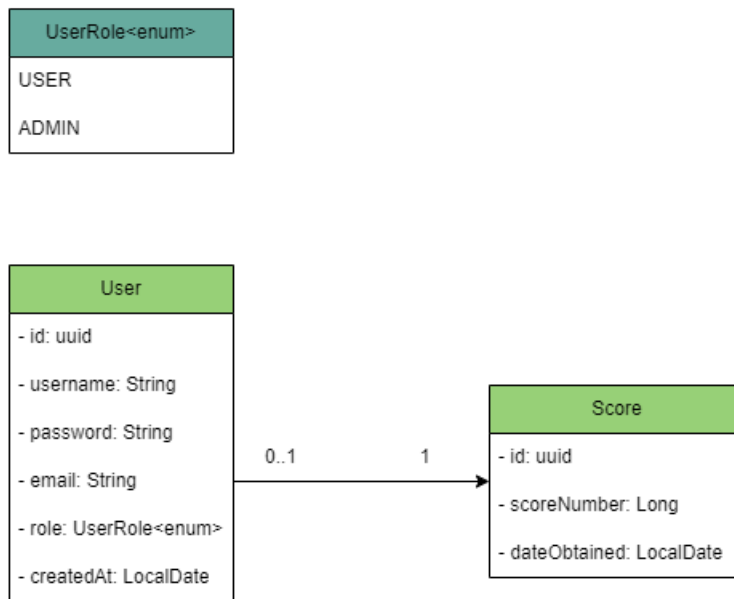 UserRole<enum>
USER
ADMIN
User
- id: uuid
- username: String
- password: String
- email: String
- role: UserRole<enum>
- createdAt: LocalDate
0..1
1
Score
- id: uuid
- scoreNumber: Long
- dateObtained: LocalDate